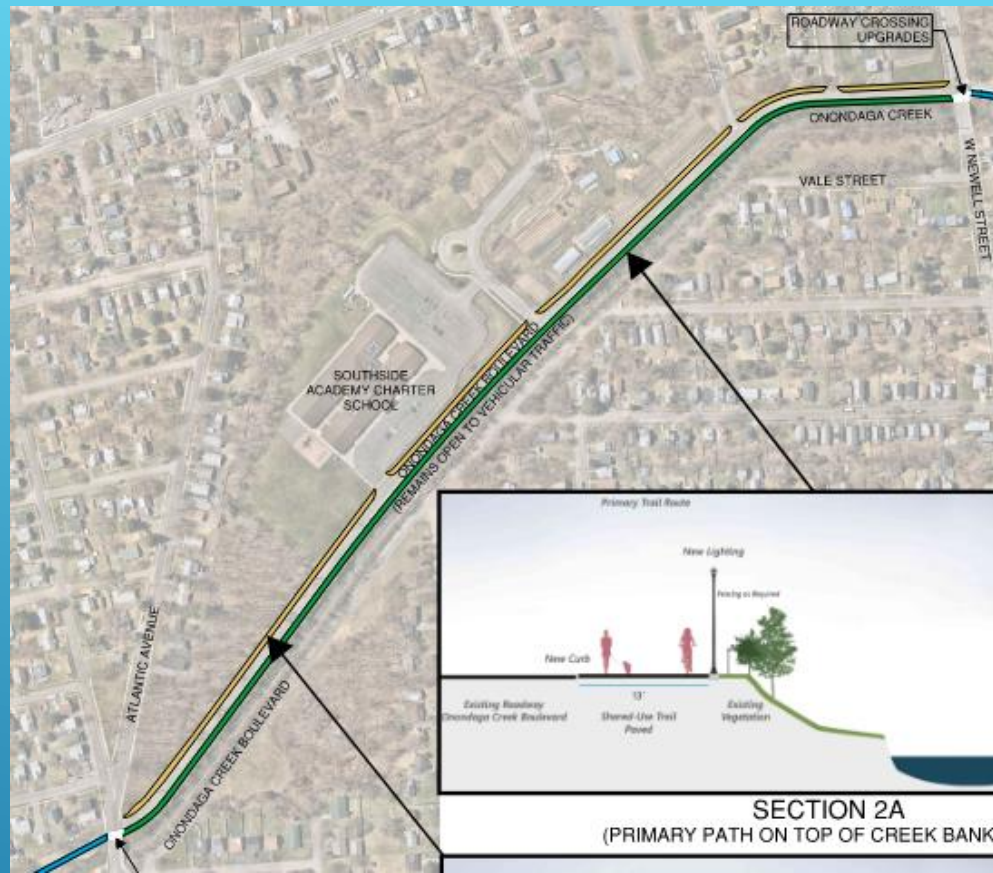 ROADWAY CROSSING
UPGRADES
ONONDAGA CREEK
W NEWELL STREET
VALE STREET
SOUTHSIDE
ACADEMY CHARTER
SCHOOL
ONONDAGA CREEK BOULEVARD
(REMAINS OPEN TO VEHICULAR TRAFFIC)
ATLANTIC AVENUE
ONONDAGA CREEK BOULEVARD
Primary Trail Route
New Lighting
Fencing as Required
New Curb
13'
Existing Roadway
Onondaga Creek Boulevard
Shared-Use Trail
Paved
Existing
Vegetation
SECTION 2A
(PRIMARY PATH ON TOP OF CREEK BANK